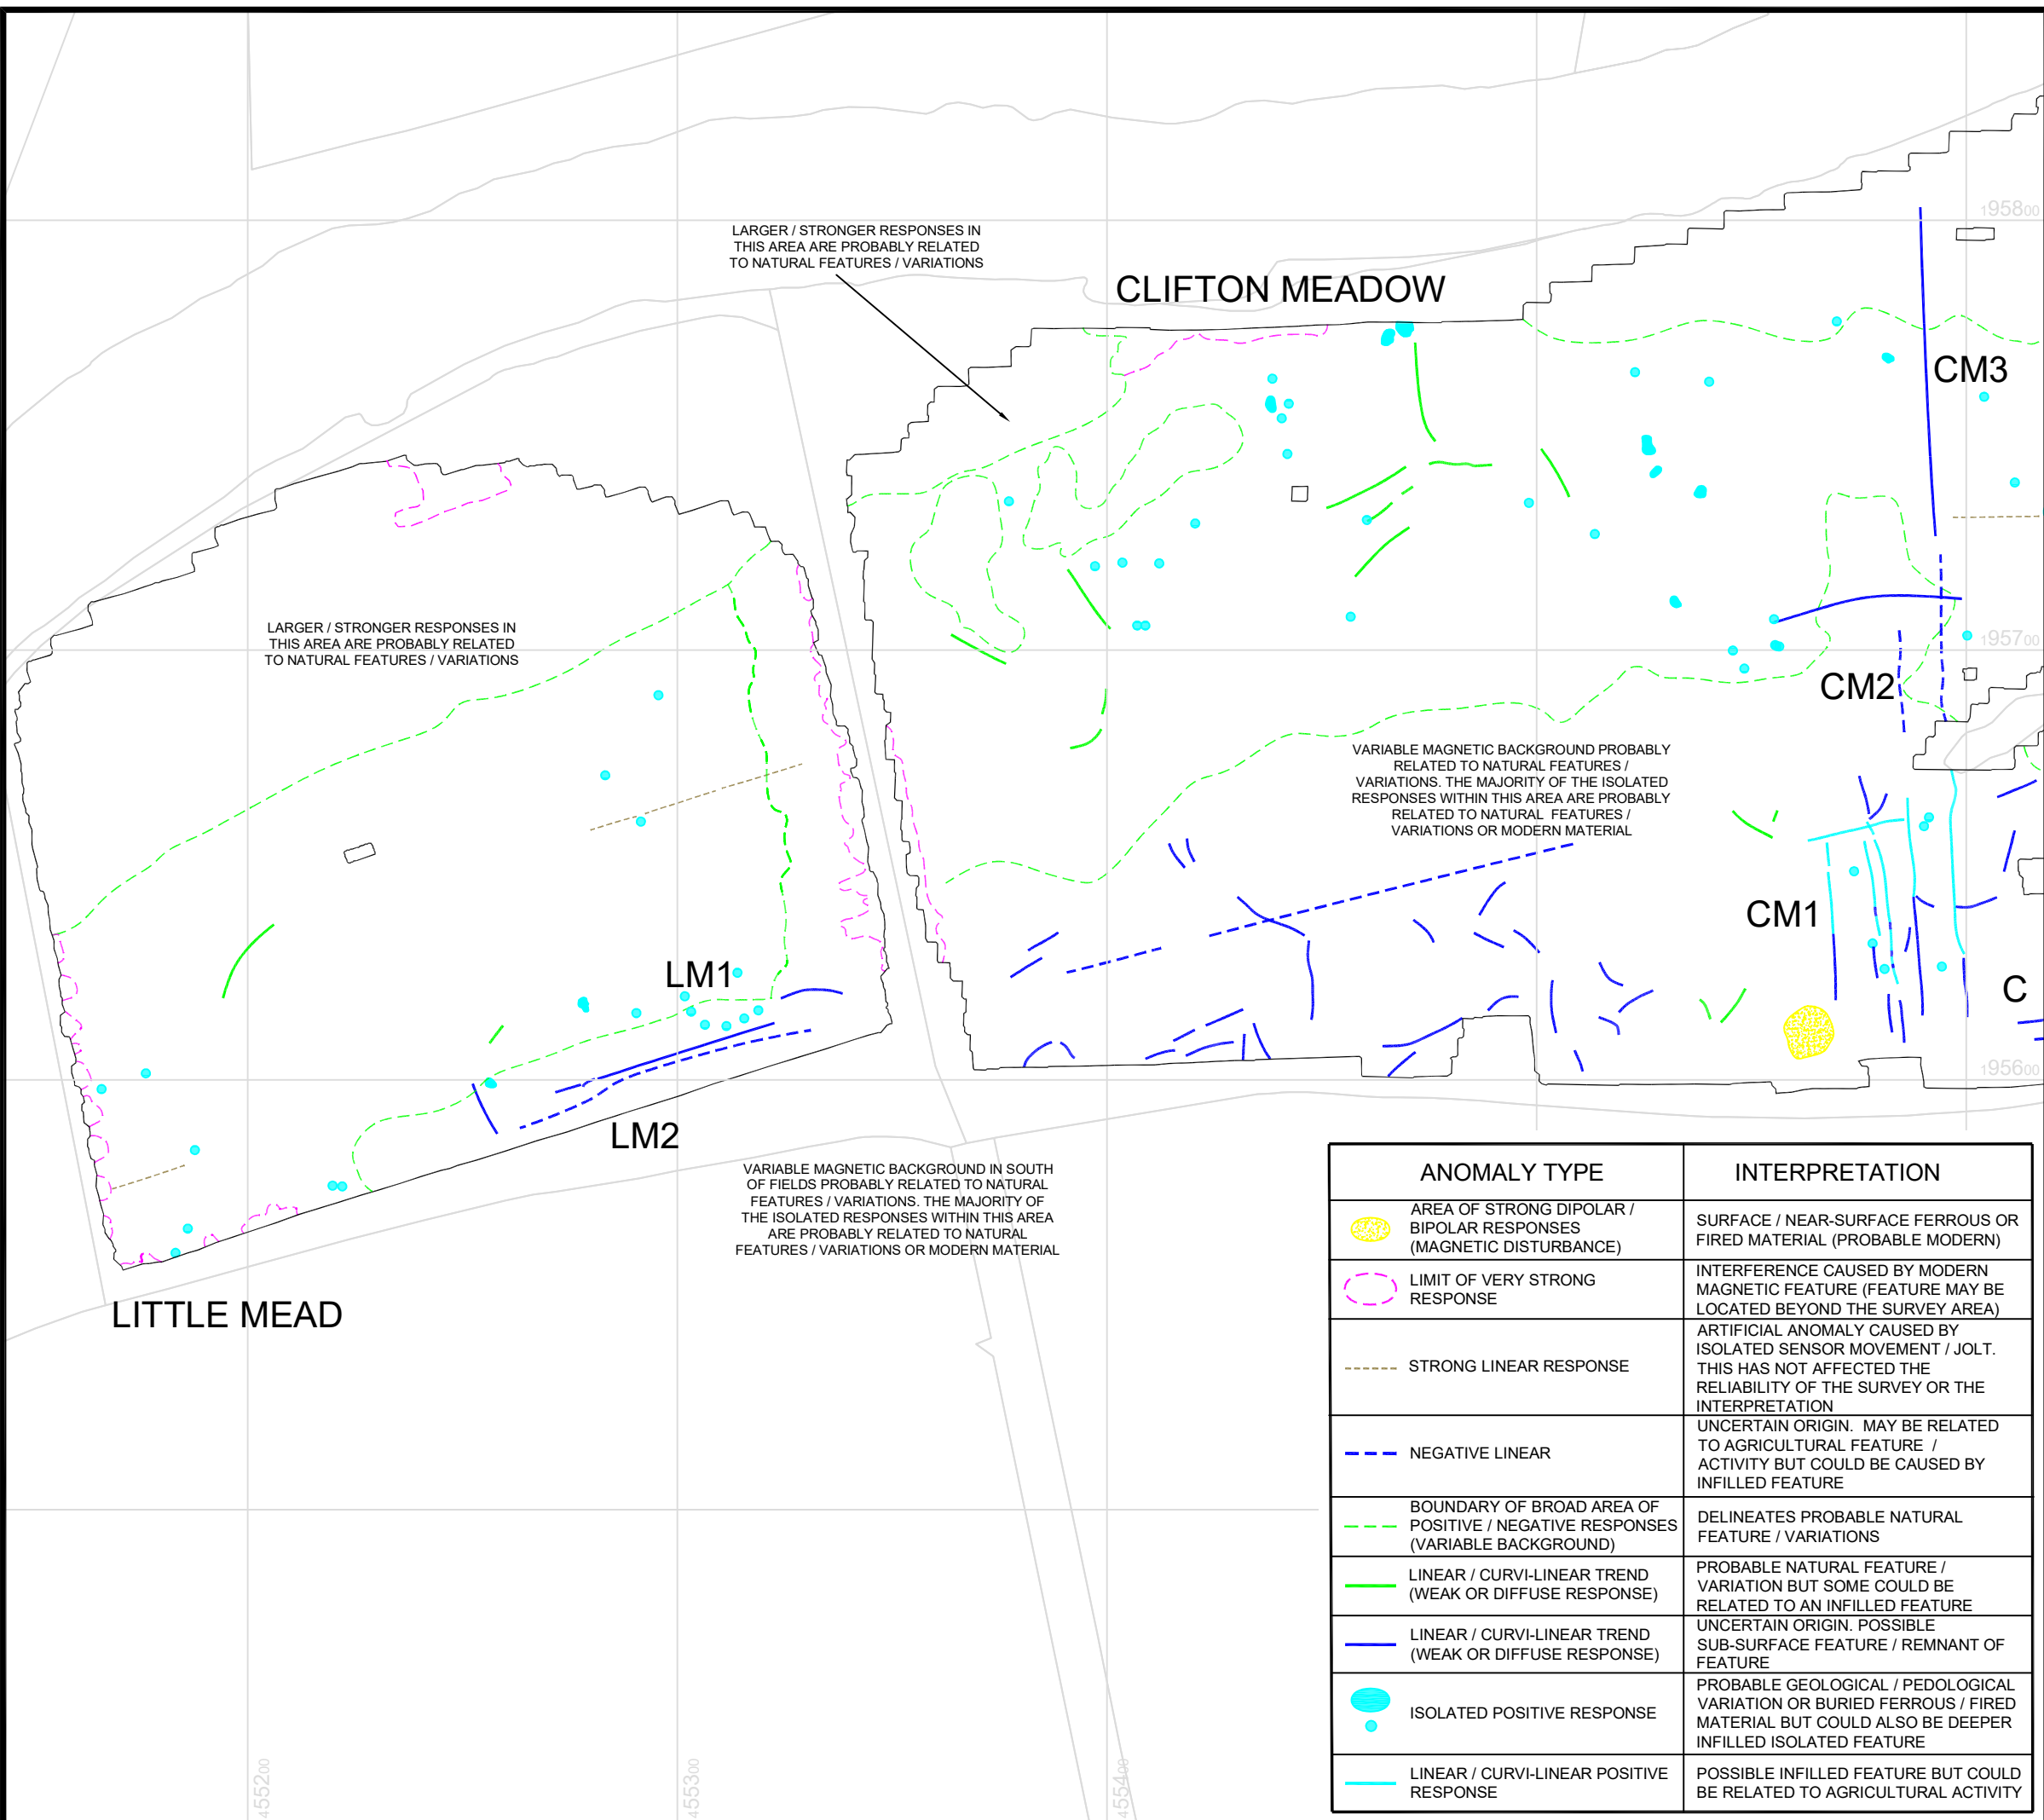 195800
LARGER / STRONGER RESPONSES IN
THIS AREA ARE PROBABLY RELATED
TO NATURAL FEATURES / VARIATIONS
CLIFTON MEADOW
CM3
LARGER / STRONGER RESPONSES IN
THIS AREA ARE PROBABLY RELATED
TO NATURAL FEATURES / VARIATIONS
195700
CM2
VARIABLE MAGNETIC BACKGROUND PROBABLY
RELATED TO NATURAL FEATURES /
VARIATIONS. THE MAJORITY OF THE ISOLATED
RESPONSES WITHIN THIS AREA ARE PROBABLY
RELATED TO NATURAL FEATURES /
VARIATIONS OR MODERN MATERIAL
CM1
LM1
C
195600
LM2
VARIABLE MAGNETIC BACKGROUND IN SOUTH
OF FIELDS PROBABLY RELATED TO NATURAL
FEATURES / VARIATIONS. THE MAJORITY OF
THE ISOLATED RESPONSES WITHIN THIS AREA
ARE PROBABLY RELATED TO NATURAL
FEATURES / VARIATIONS OR MODERN MATERIAL
LITTLE MEAD
ANOMALY TYPE
INTERPRETATION
AREA OF STRONG DIPOLAR /
BIPOLAR RESPONSES
(MAGNETIC DISTURBANCE)
SURFACE / NEAR-SURFACE FERROUS OR
FIRED MATERIAL (PROBABLE MODERN)
LIMIT OF VERY STRONG
RESPONSE
INTERFERENCE CAUSED BY MODERN
MAGNETIC FEATURE (FEATURE MAY BE
LOCATED BEYOND THE SURVEY AREA)
STRONG LINEAR RESPONSE
ARTIFICIAL ANOMALY CAUSED BY
ISOLATED SENSOR MOVEMENT / JOLT.
THIS HAS NOT AFFECTED THE
RELIABILITY OF THE SURVEY OR THE
INTERPRETATION
NEGATIVE LINEAR
UNCERTAIN ORIGIN. MAY BE RELATED
TO AGRICULTURAL FEATURE /
ACTIVITY BUT COULD BE CAUSED BY
INFILLED FEATURE
BOUNDARY OF BROAD AREA OF
POSITIVE / NEGATIVE RESPONSES
(VARIABLE BACKGROUND)
DELINEATES PROBABLE NATURAL
FEATURE / VARIATIONS
LINEAR / CURVI-LINEAR TREND
(WEAK OR DIFFUSE RESPONSE)
PROBABLE NATURAL FEATURE /
VARIATION BUT SOME COULD BE
RELATED TO AN INFILLED FEATURE
LINEAR / CURVI-LINEAR TREND
(WEAK OR DIFFUSE RESPONSE)
UNCERTAIN ORIGIN. POSSIBLE
SUB-SURFACE FEATURE / REMNANT OF
FEATURE
ISOLATED POSITIVE RESPONSE
PROBABLE GEOLOGICAL / PEDOLOGICAL
VARIATION OR BURIED FERROUS / FIRED
MATERIAL BUT COULD ALSO BE DEEPER
INFILLED ISOLATED FEATURE
LINEAR / CURVI-LINEAR POSITIVE
RESPONSE
POSSIBLE INFILLED FEATURE BUT COULD
BE RELATED TO AGRICULTURAL ACTIVITY
455200
455300
455400